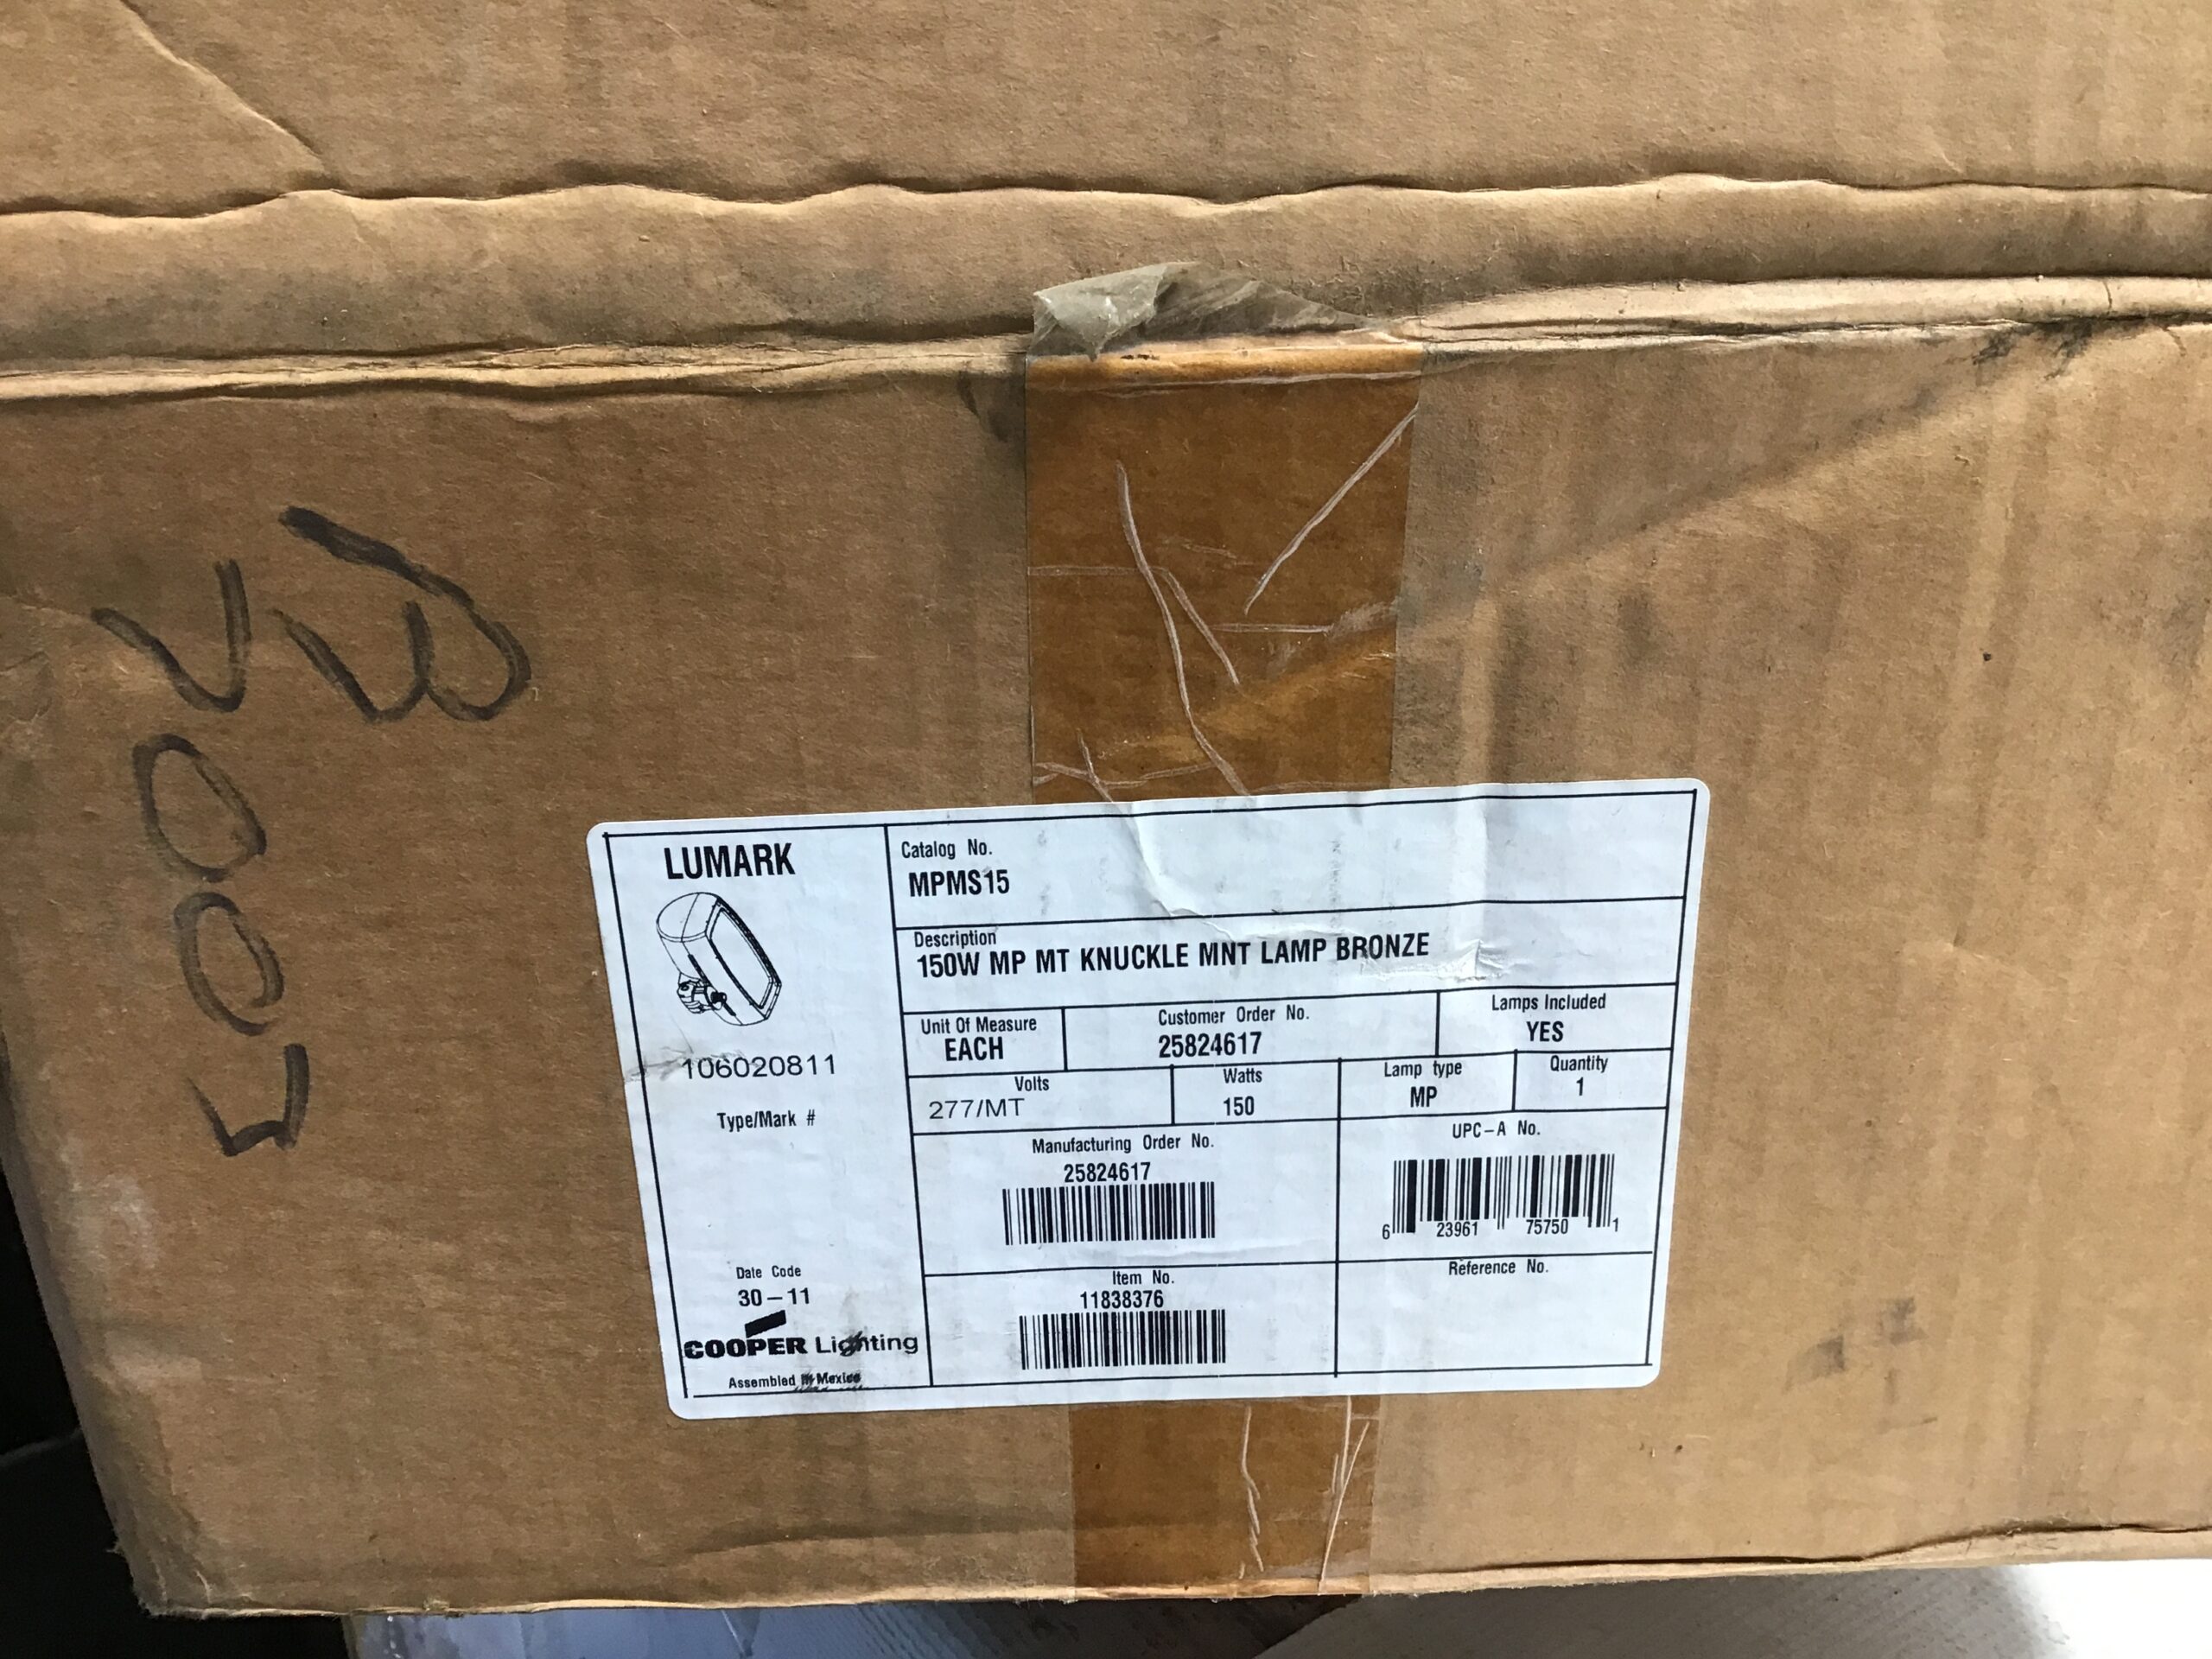 LUMARK
106020811
Type/Mark #
Date Code
30-11
COOPER Lighting
Assembled in Mexico
Catalog No.
MPMS15
Description
150W MP MT KNUCKLE MNT LAMP BRONZE
Unit Of Measure
EACH
Customer Order No.
25824617
Lamps Included
YES
Volts
277/MT
Watts
150
Lamp type
MP
Quantity
1
Manufacturing Order No.
25824617
UPC-A No.
6 23961 75750 1
Item No.
11838376
Reference No.